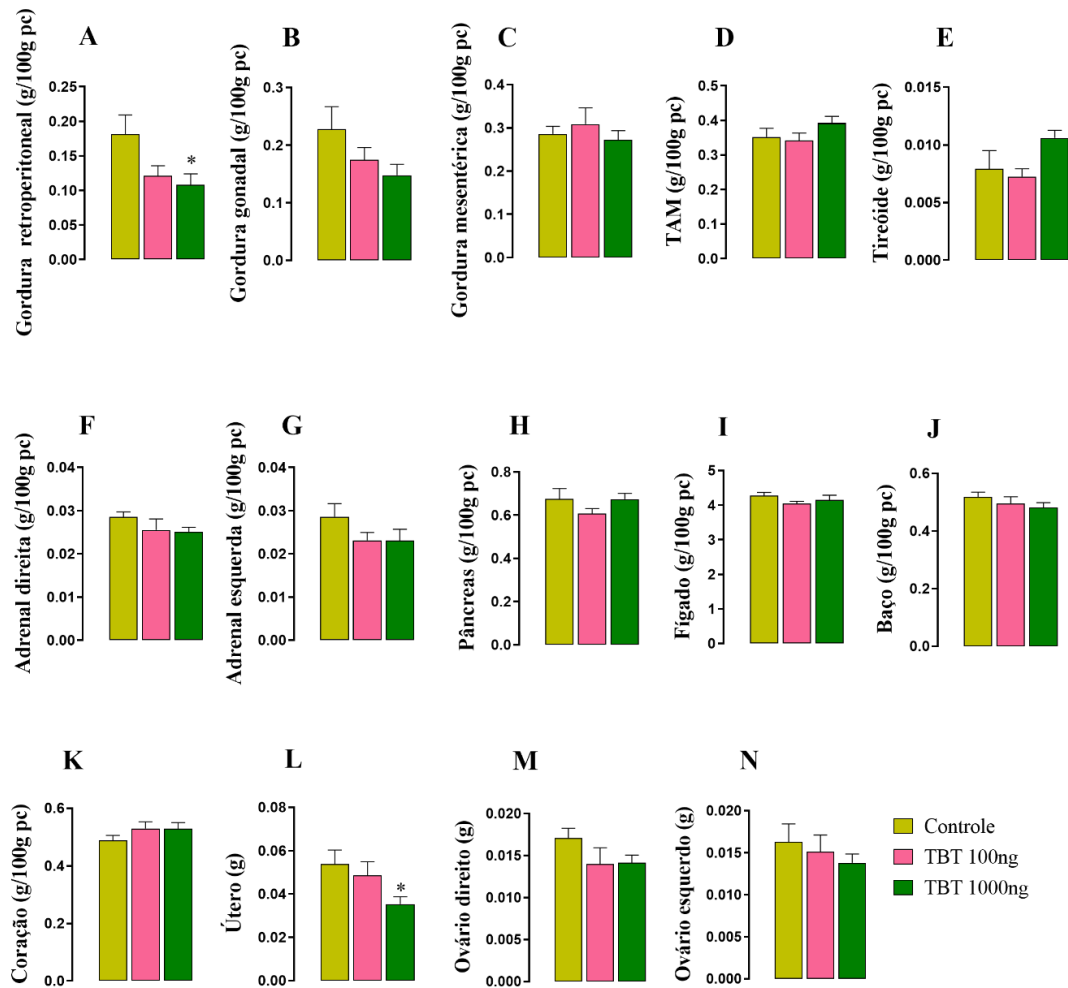 A
Gordura retroperitoneal (g/100g pc)
0.25
0.20
0.15
0.10
0.05
0.00
*
B
Gordura gonadal (g/100g pc)
0.3
0.2
0.1
0.0
C
Gordura mesentérica (g/100g pc)
0.4
0.3
0.2
0.1
0.0
D
TAM (g/100g pc)
0.5
0.4
0.3
0.2
0.1
0.0
E
Tireóide (g/100g pc)
0.015
0.010
0.005
0.000
F
Adrenal direita (g/100g pc)
0.04
0.03
0.02
0.01
0.00
G
Adrenal esquerda (g/100g pc)
0.04
0.03
0.02
0.01
0.00
H
Pâncreas (g/100g pc)
0.8
0.6
0.4
0.2
0.0
I
Fígado (g/100g pc)
5
4
3
2
1
0
J
Baço (g/100g pc)
0.6
0.4
0.2
0.0
K
Coração (g/100g pc)
0.6
0.4
0.2
0.0
L
Útero (g)
0.08
0.06
0.04
0.02
0.00
*
M
Ovário direito (g)
0.020
0.015
0.010
0.005
0.000
N
Ovário esquerdo (g)
0.020
0.015
0.010
0.005
0.000
Controle
TBT 100ng
TBT 1000ng